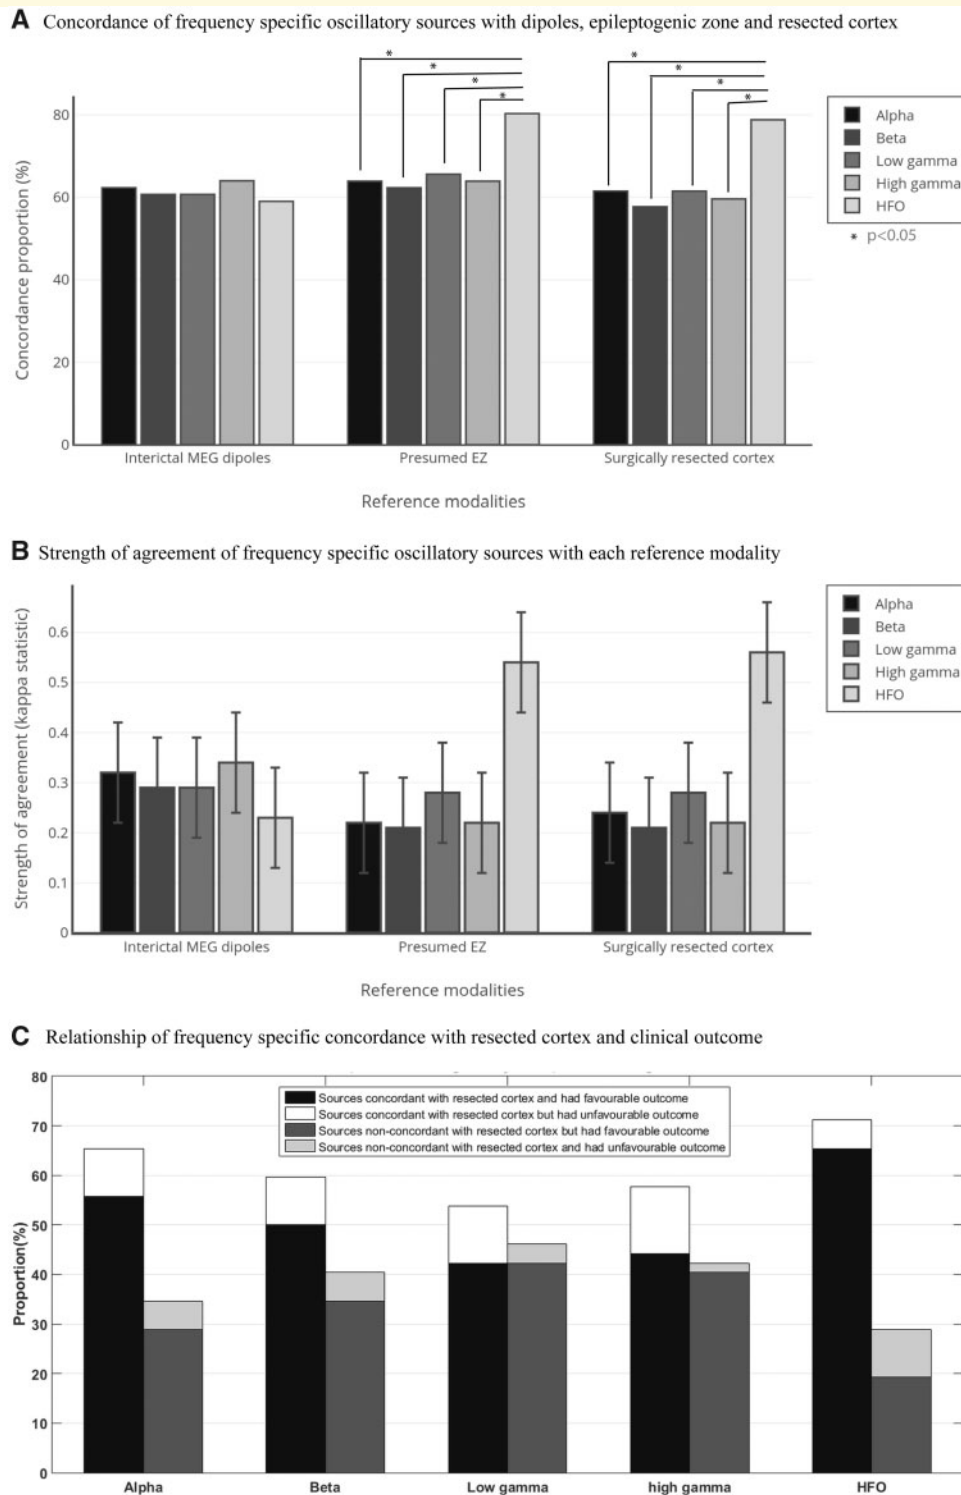 A Concordance of frequency specific oscillatory sources with dipoles, epileptogenic zone and resected cortex
* * * * * * * *
Concordance proportion (%)
80
60
40
20
0
Interictal MEG dipoles Presumed EZ Surgically resected cortex
Reference modalities
Alpha
Beta
Low gamma
High gamma
HFO
* p<0.05
B Strength of agreement of frequency specific oscillatory sources with each reference modality
Strength of agreement (kappa statistic)
0.6
0.5
0.4
0.3
0.2
0.1
0
Interictal MEG dipoles Presumed EZ Surgically resected cortex
Reference modalities
Alpha
Beta
Low gamma
High gamma
HFO
C Relationship of frequency specific concordance with resected cortex and clinical outcome
Sources concordant with resected cortex and had favourable outcome
Sources concordant with resected cortex but had unfavourable outcome
Sources non-concordant with resected cortex but had favourable outcome
Sources non-concordant with resected cortex and had unfavourable outcome
Proportion(%)
80
70
60
50
40
30
20
10
0
Alpha Beta Low gamma high gamma HFO